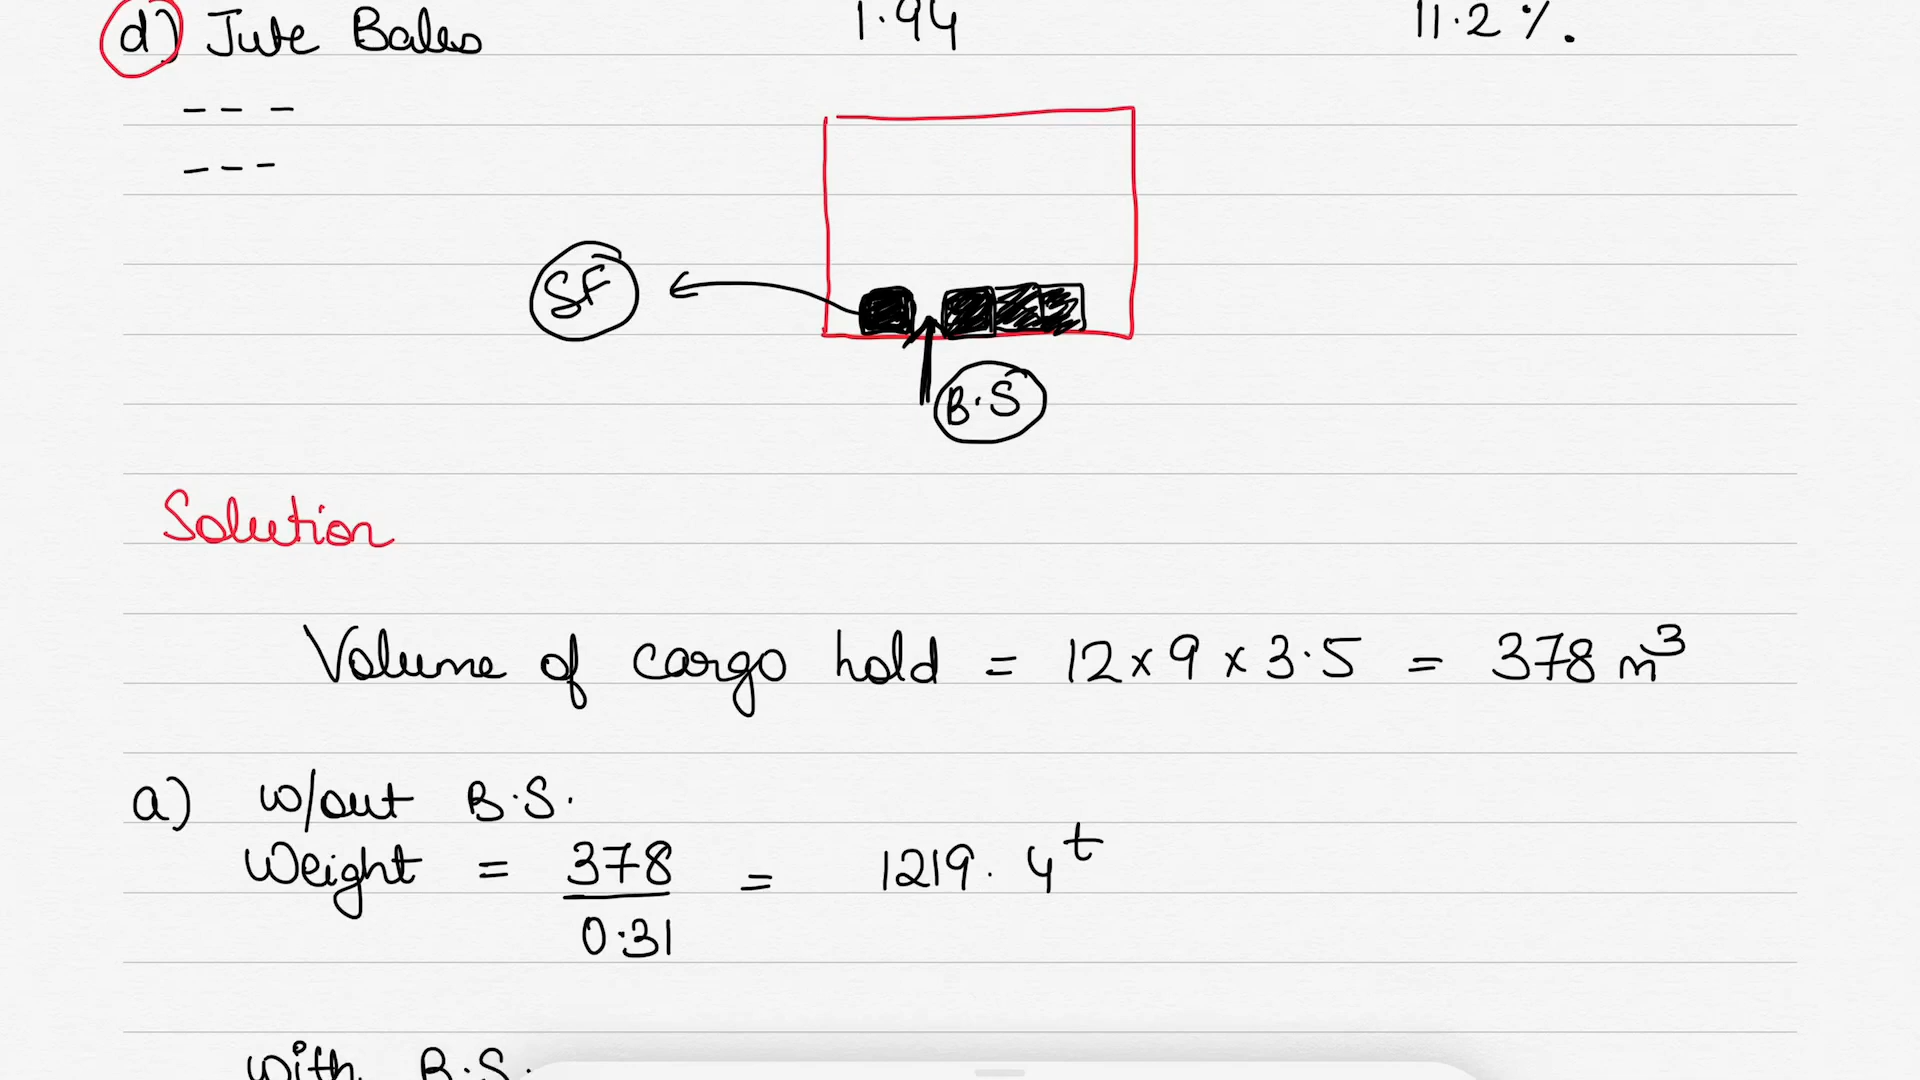 d) Jute Bales 1.94 11.2 %.
---
---
SF
B.S
Solution
Volume of cargo hold = 12 x 9 x 3.5 = 378 m³
a) w/out B.S.
Weight = 378 = 1219.4 t
0.31
with B.S.